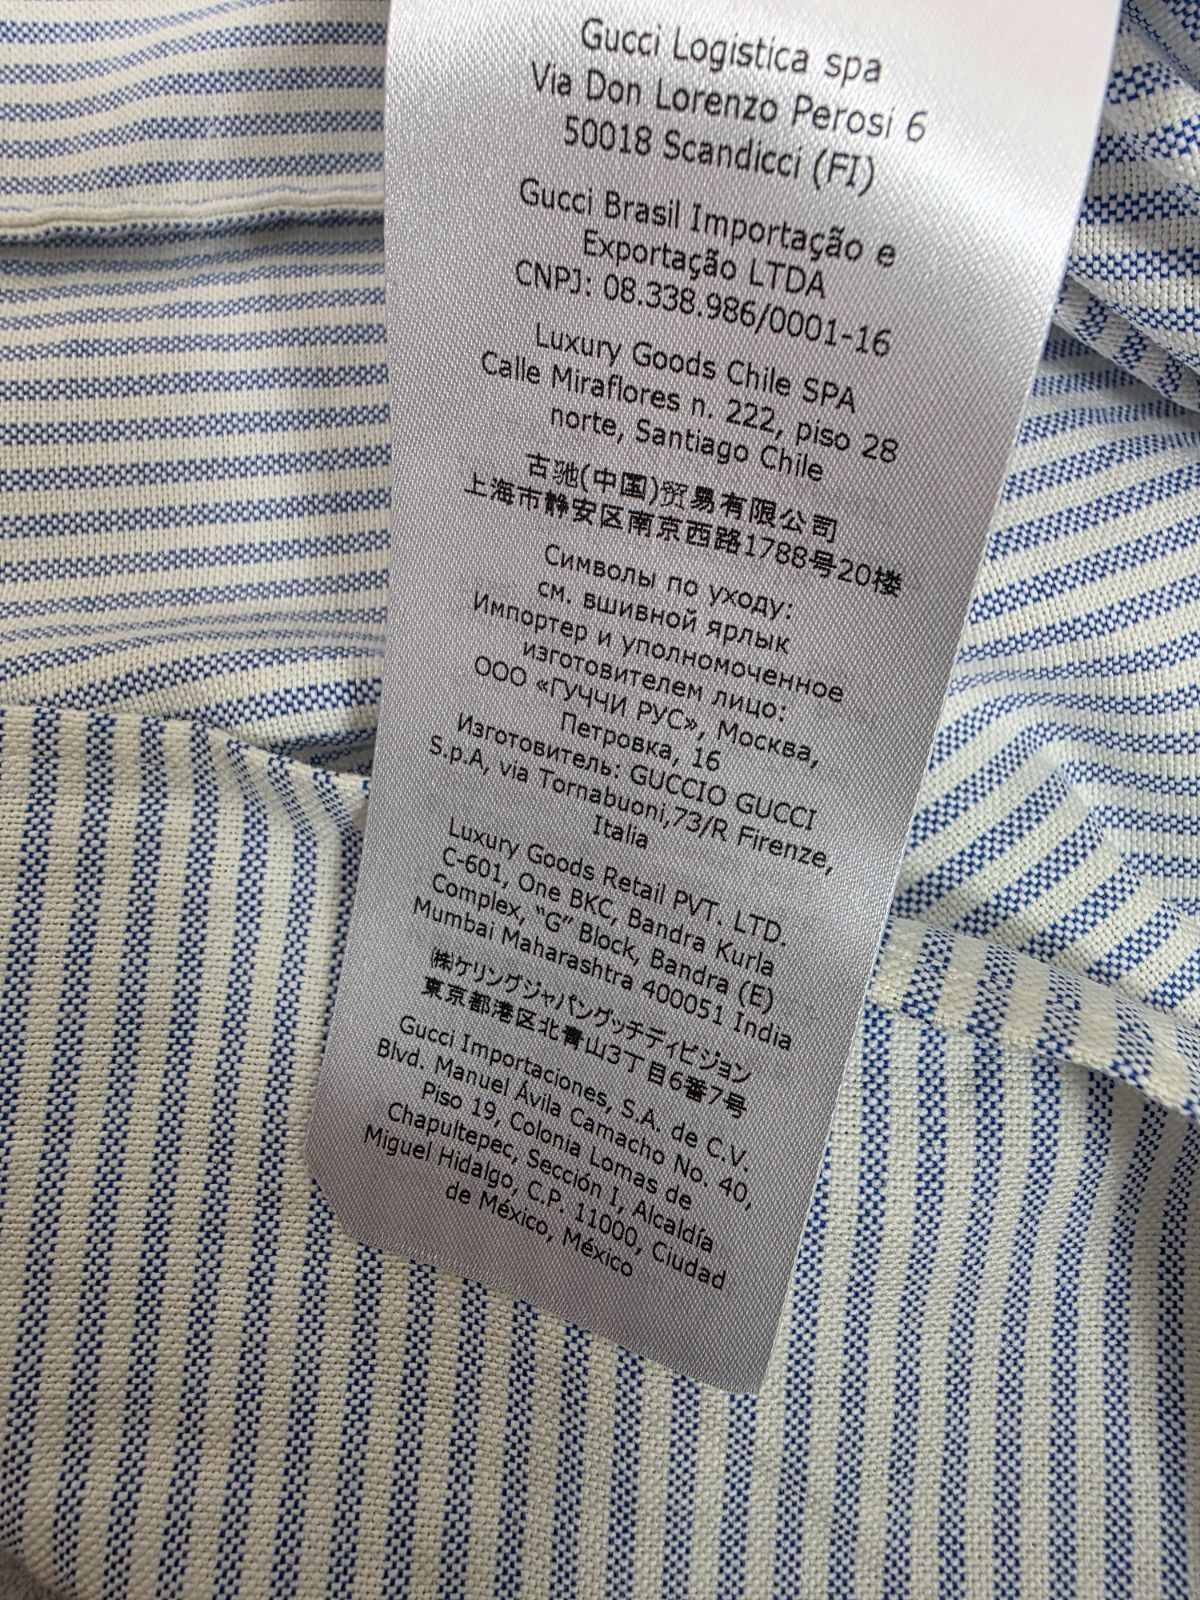 Gucci Logistica spa
Via Don Lorenzo Perosi 6
50018 Scandicci (FI)
Gucci Brasil Importação e
Exportação LTDA
CNPJ: 08.338.986/0001-16
Luxury Goods Chile SPA
Calle Miraflores n. 222, piso 28
norte, Santiago Chile
古驰(中国)贸易有限公司
上海市静安区南京西路1788号20楼
Символы по уходу:
см. вшивной ярлык
Импортер и уполномоченное
изготовителем лицо:
ООО «ГУЧЧИ РУС», Москва,
Петровка, 16
Изготовитель: GUCCIO GUCCI
S.p.A, via Tornabuoni,73/R Firenze,
Italia
Luxury Goods Retail PVT. LTD.
C-601, One BKC, Bandra Kurla
Complex, “G” Block, Bandra (E)
Mumbai Maharashtra 400051 India
㈱ケリングジャパングッチディビジョン
東京都港区北青山3丁目6番7号
Gucci Importaciones, S.A. de C.V.
Blvd. Manuel Ávila Camacho No. 40,
Piso 19, Colonia Lomas de
Chapultepec, Sección I, Alcaldía
Miguel Hidalgo, C.P. 11000, Ciudad
de México, México